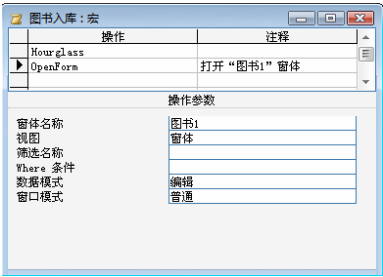 图书入库：宏
操作 注释
Hourglass
OpenForm 打开“图书1”窗体
操作参数
窗体名称 图书1
视图 窗体
筛选名称
Where 条件
数据模式 编辑
窗口模式 普通